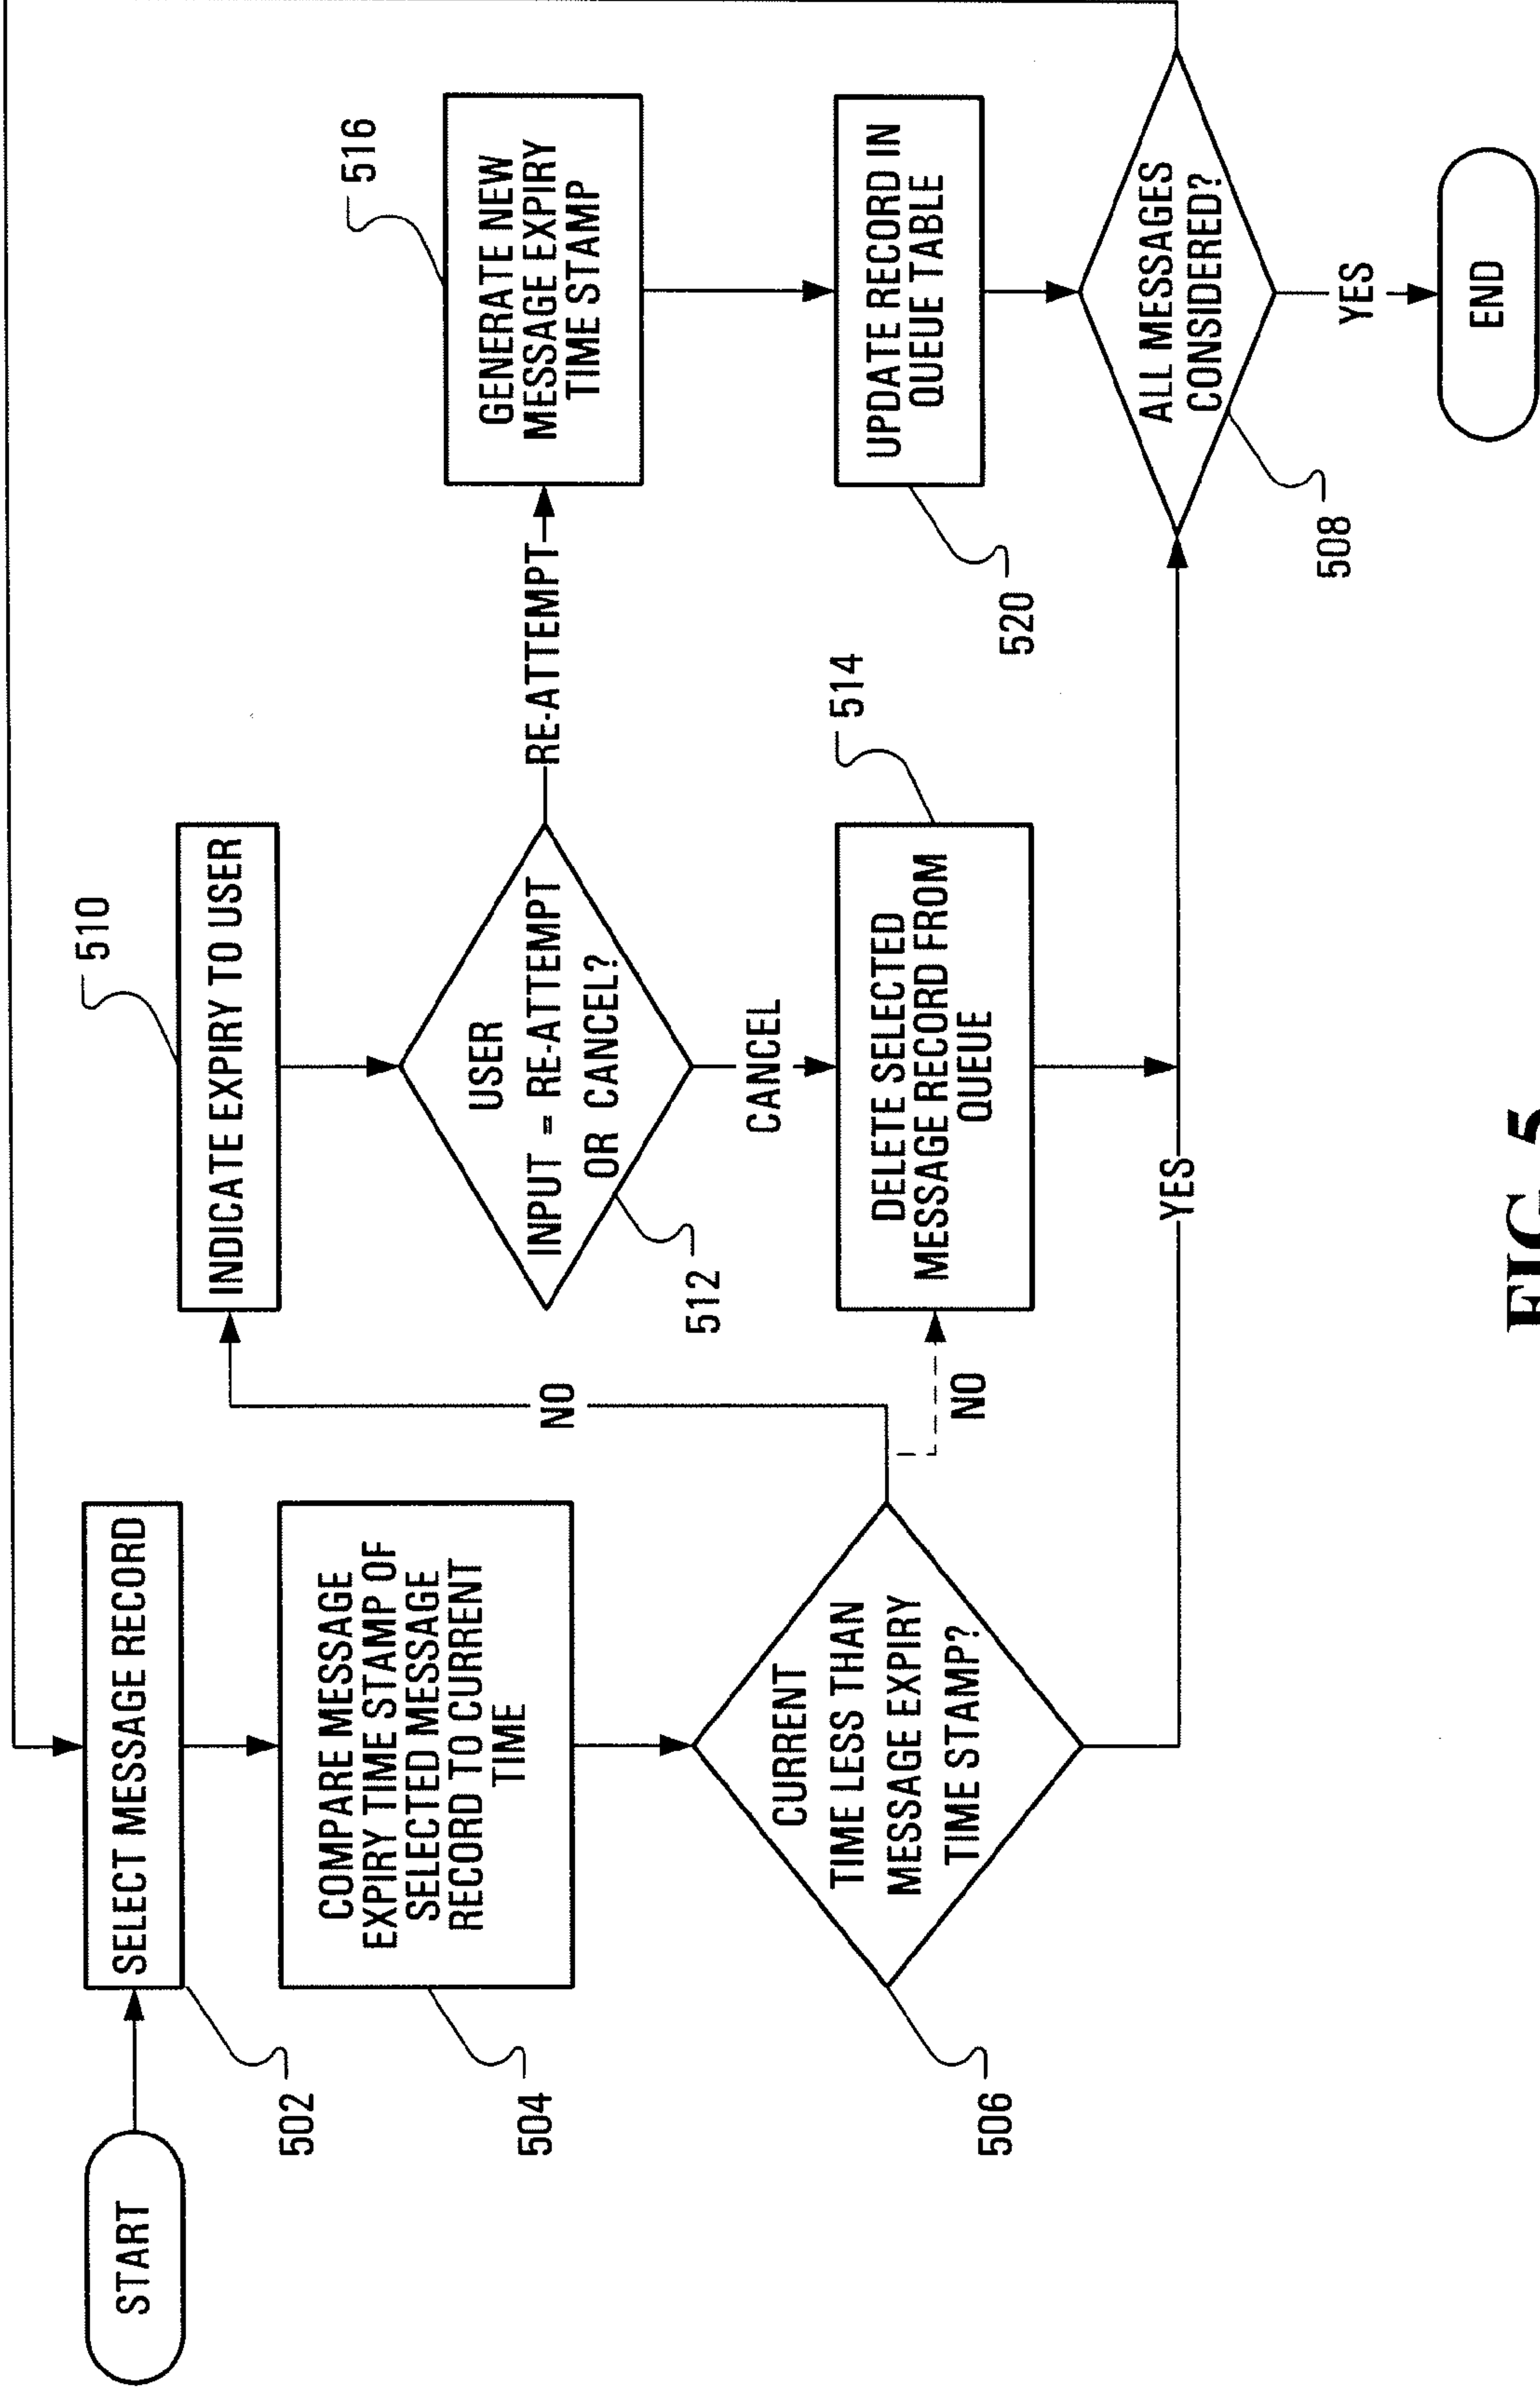 START
502
SELECT MESSAGE RECORD
504
COMPARE MESSAGE
EXPIRY TIME STAMP OF
SELECTED MESSAGE
RECORD TO CURRENT
TIME
506
CURRENT
TIME LESS THAN
MESSAGE EXPIRY
TIME STAMP?
NO
NO
YES
510
INDICATE EXPIRY TO USER
512
USER
INPUT = RE-ATTEMPT
OR CANCEL?
CANCEL
RE-ATTEMPT
514
DELETE SELECTED
MESSAGE RECORD FROM
QUEUE
516
GENERATE NEW
MESSAGE EXPIRY
TIME STAMP
520
UPDATE RECORD IN
QUEUE TABLE
508
ALL MESSAGES
CONSIDERED?
YES
END
FIG. 5